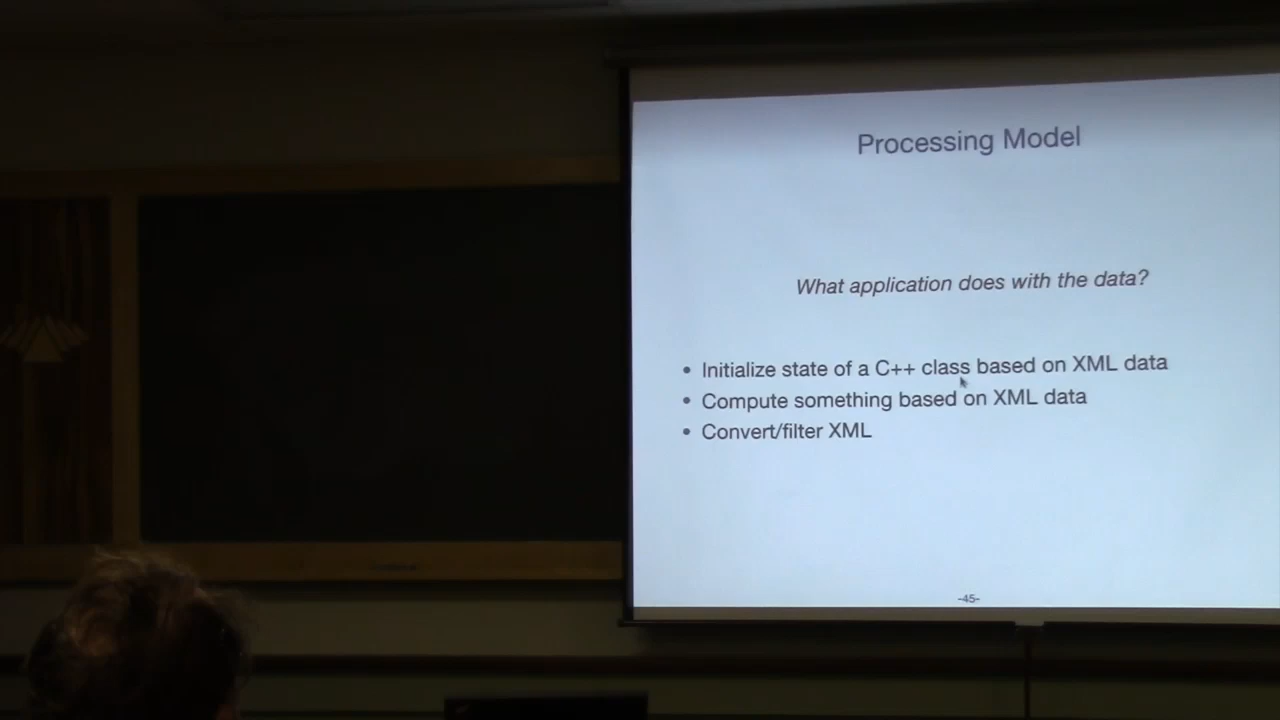 Processing Model
What application does with the data?
• Initialize state of a C++ class based on XML data
• Compute something based on XML data
• Convert/filter XML
-45-